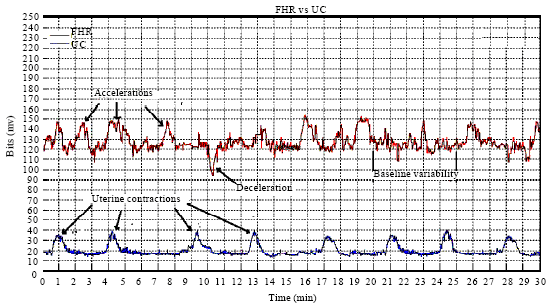 FHR vs UC
250
240
230
220
210
200
190
180
170
160
150
140
130
120
110
100
90
80
70
60
50
40
30
20
10
0
Bits (mv)
FHR
UC
Accelerations
Deceleration
Baseline variability
Uterine contractions
0 1 2 3 4 5 6 7 8 9 10 11 12 13 14 15 16 17 18 19 20 21 22 23 24 25 26 27 28 29 30
Time (min)